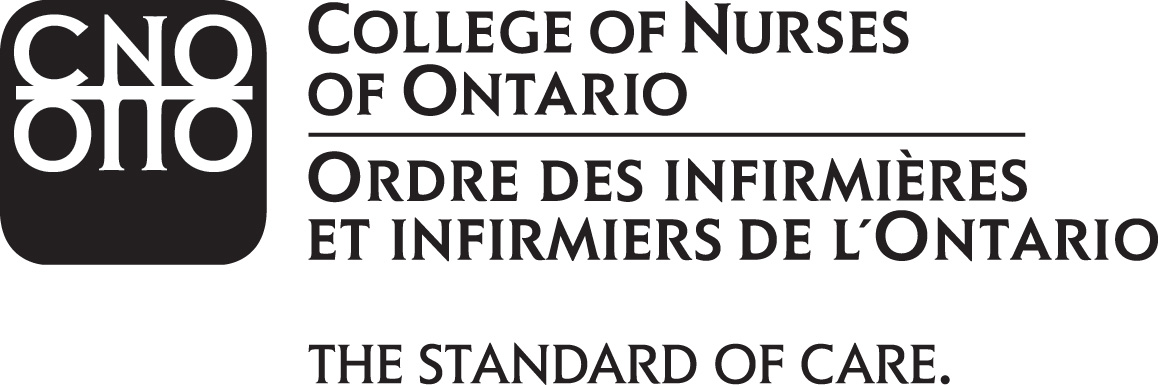 CNO
OIIO
COLLEGE OF NURSES
OF ONTARIO
ORDRE DES INFIRMIÈRES
ET INFIRMIERS DE L´ONTARIO
THE STANDARD OF CARE.